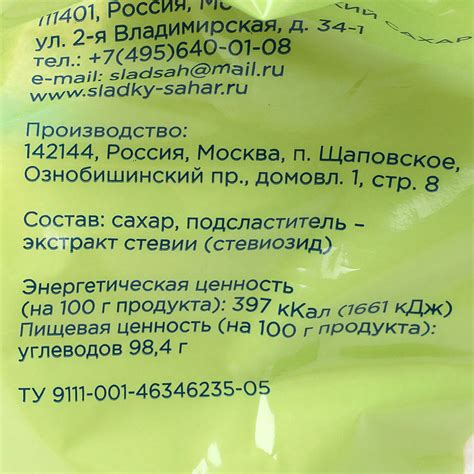 111401, Россия, Мо
КИЙ САХАР
ул. 2-я Владимирская, д. 34-1
тел.: +7(495)640-01-08
e-mail: sladsah@mail.ru
www.sladky-sahar.ru
Производство:
142144, Россия, Москва, п. Щаповское,
Ознобишинский пр., домовл. 1, стр. 8
Состав: сахар, подсластитель –
экстракт стевии (стевиозид)
Энергетическая ценность
(на 100 г продукта): 397 кКал (1661 кДж)
Пищевая ценность (на 100 г продукта):
углеводов 98,4 г
ТУ 9111-001-46346235-05